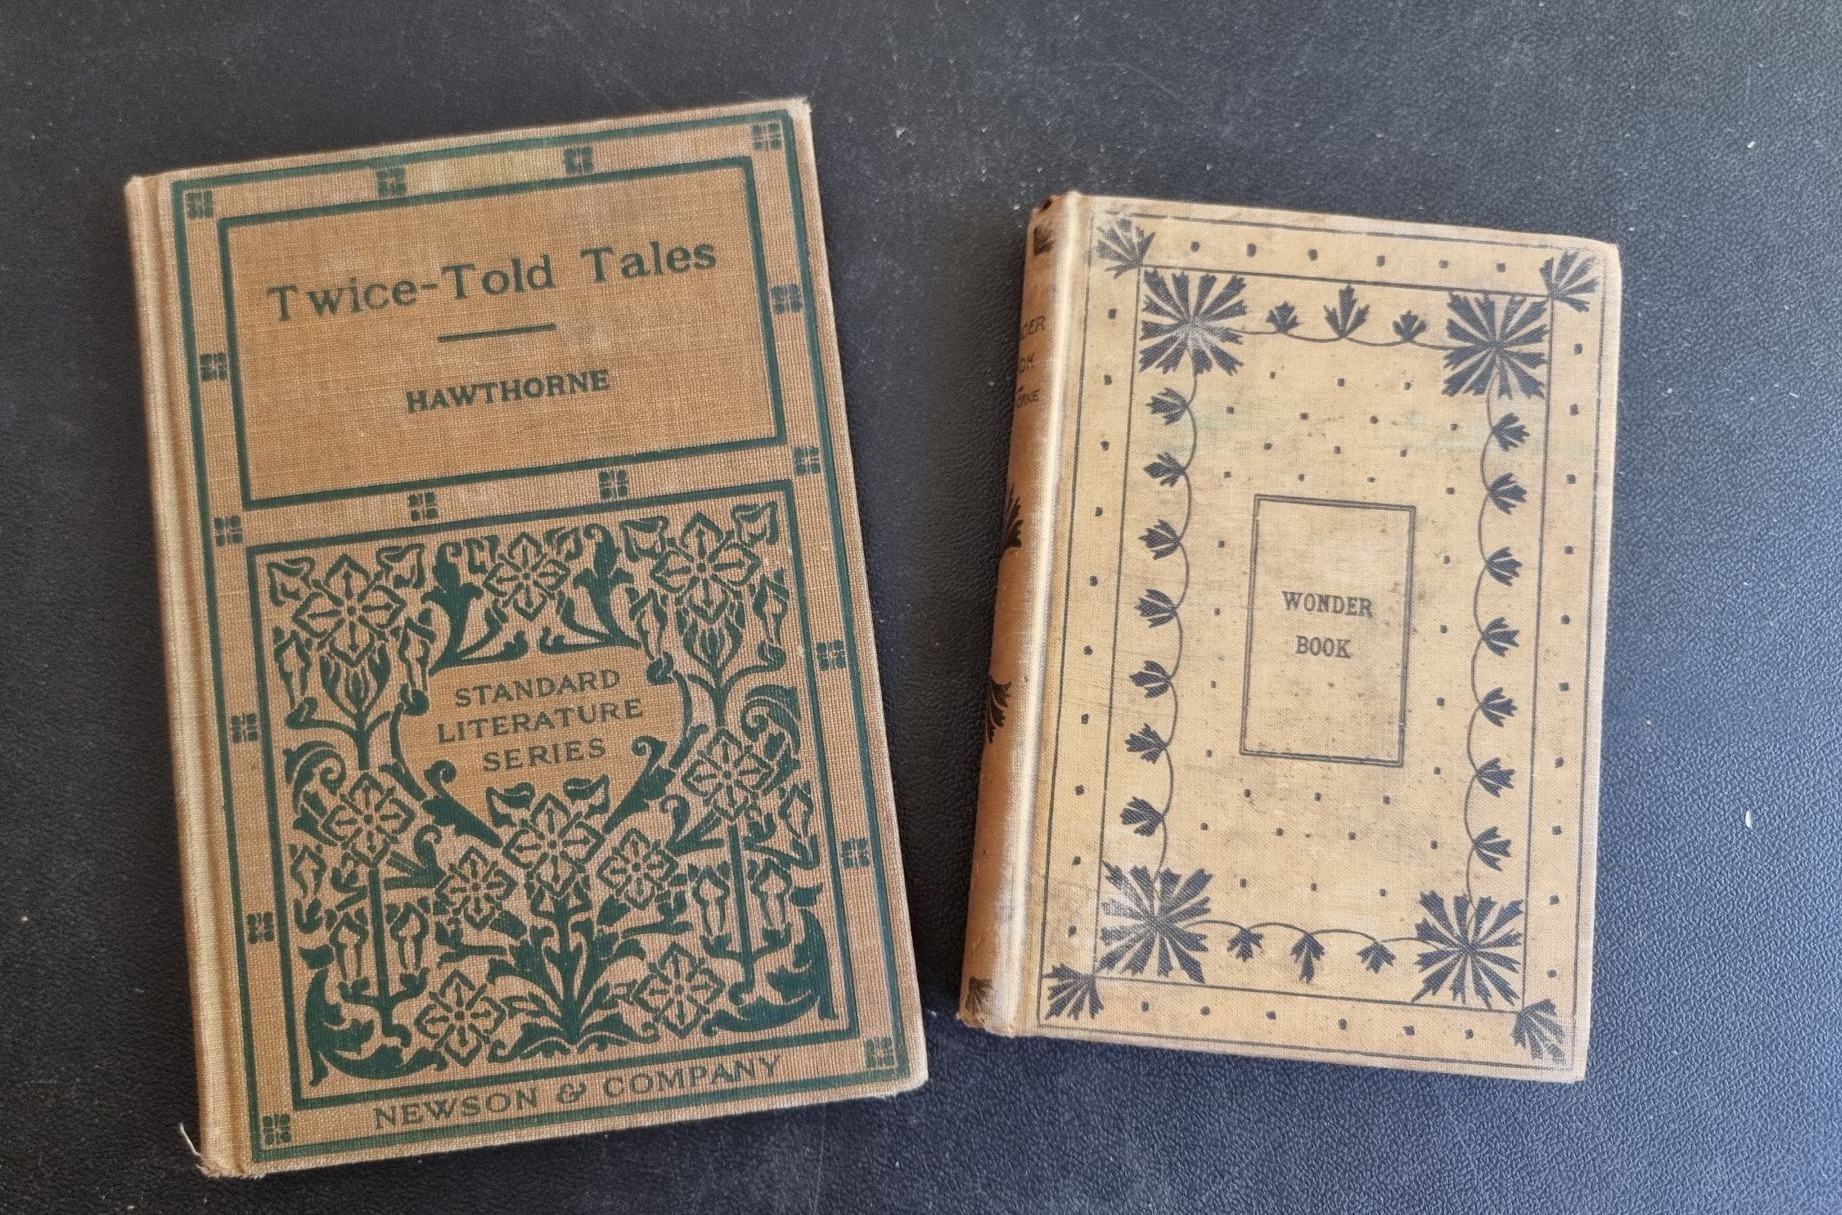 Twice-Told Tales
HAWTHORNE
STANDARD
LITERATURE
SERIES
NEWSON & COMPANY
WONDER
BOOK